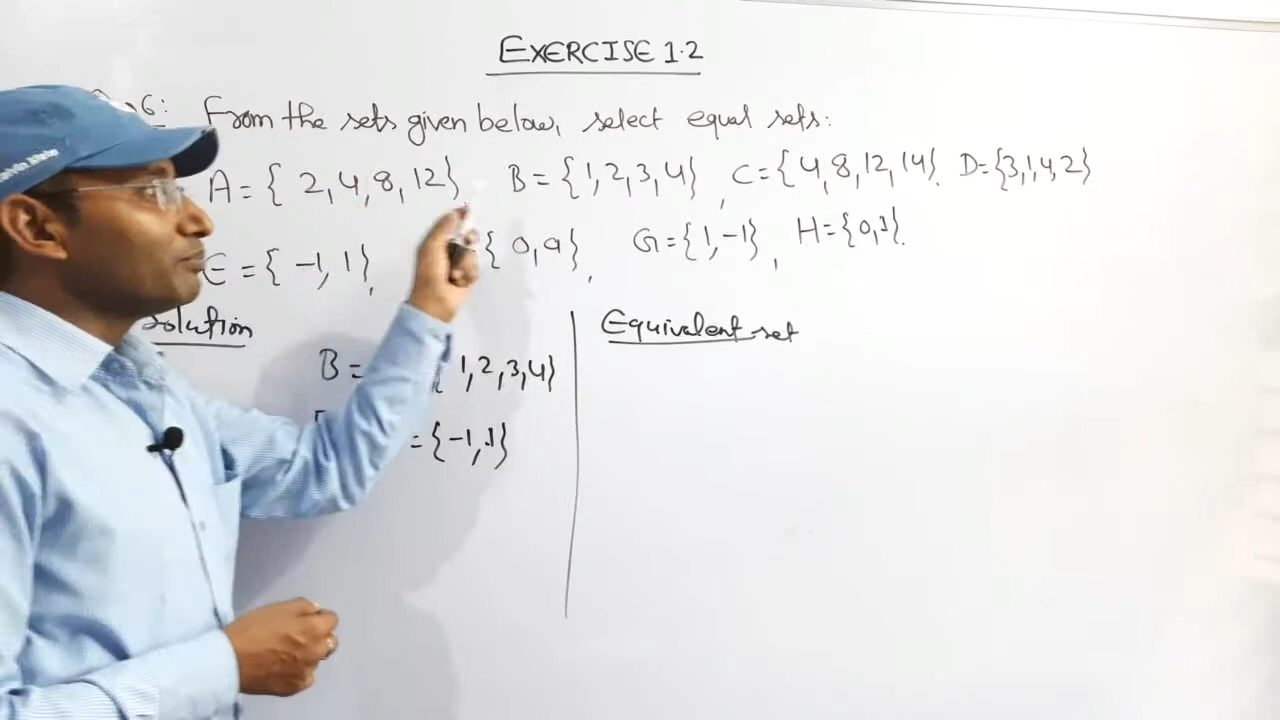 EXERCISE 1.2
6: From the sets given below, select equal sets:
A = { 2, 4, 8, 12}, B = {1, 2, 3, 4}, C = {4, 8, 12, 14}. D = {3, 1, 4, 2}
E = { -1, 1}, {0, a}, G = {1, -1}, H = {0, 1}.
Solution
Equivalent set
B = 1, 2, 3, 4}
= {-1, 1}